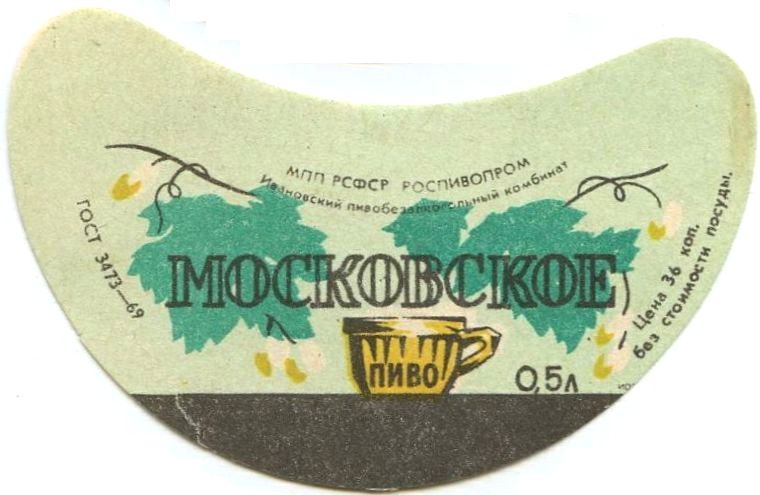 МПП РСФСР РОСПИВОПРОМ
Ивановский пивобезалкогольный комбинат
ГОСТ 3473—69
МОСКОВСКОЕ
ПИВО
0,5л
Цена 36 коп.
без стоимости посуды.